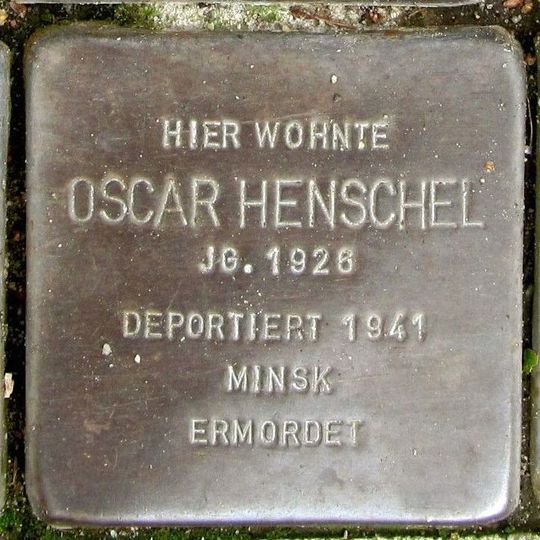 HIER WOHNTE
OSCAR HENSCHEL
JG. 1926
DEPORTIERT 1941
MINSK
ERMORDET